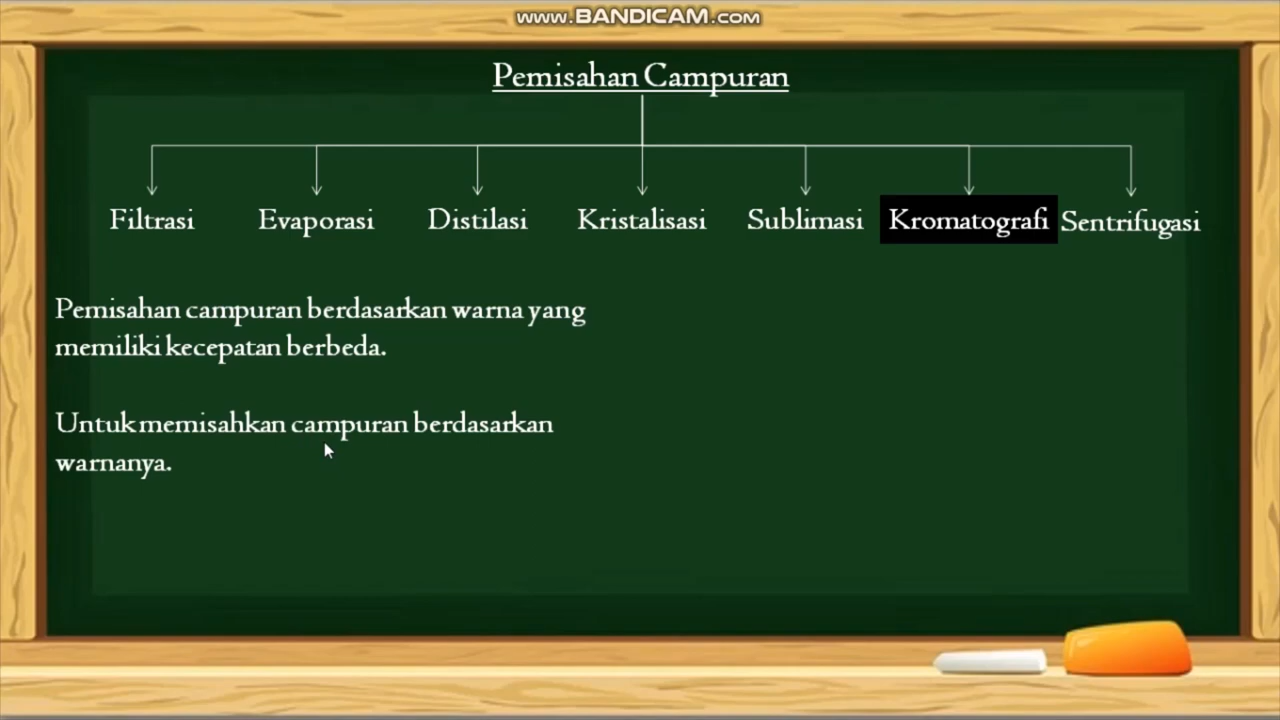 www.BANDICAM.com
Pemisahan Campuran
Filtrasi Evaporasi Distilasi Kristalisasi Sublimasi Kromatografi Sentrifugasi
Pemisahan campuran berdasarkan warna yang
memiliki kecepatan berbeda.
Untuk memisahkan campuran berdasarkan
warnanya.